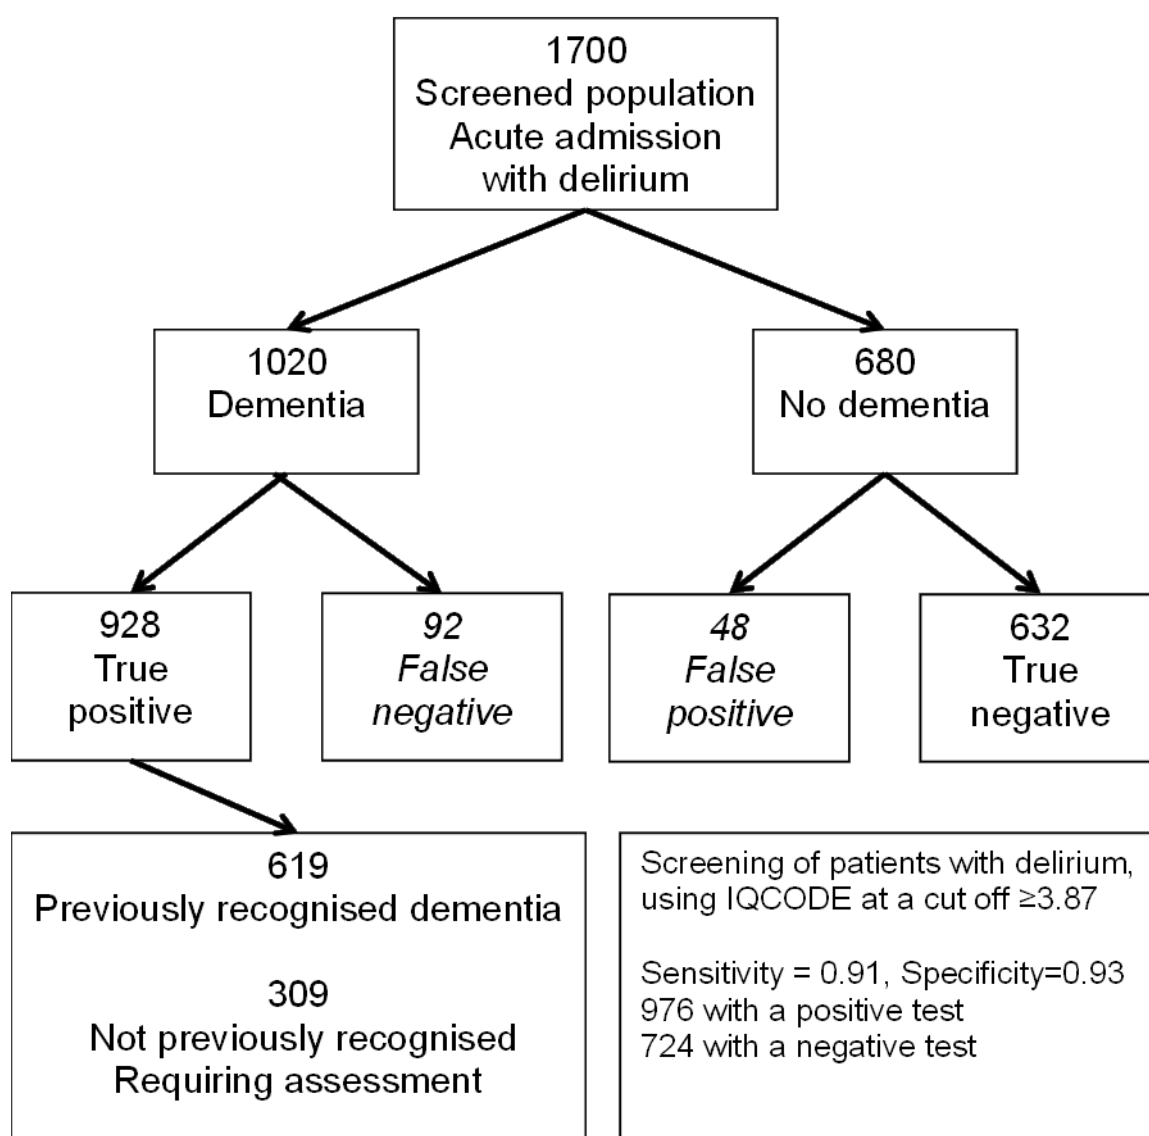 1700
Screened population
Acute admission
with delirium
1020
Dementia
680
No dementia
928
True
positive
92
False
negative
48
False
positive
632
True
negative
619
Previously recognised dementia
309
Not previously recognised
Requiring assessment
Screening of patients with delirium,
using IQCODE at a cut off ≥3.87
Sensitivity = 0.91, Specificity=0.93
976 with a positive test
724 with a negative test